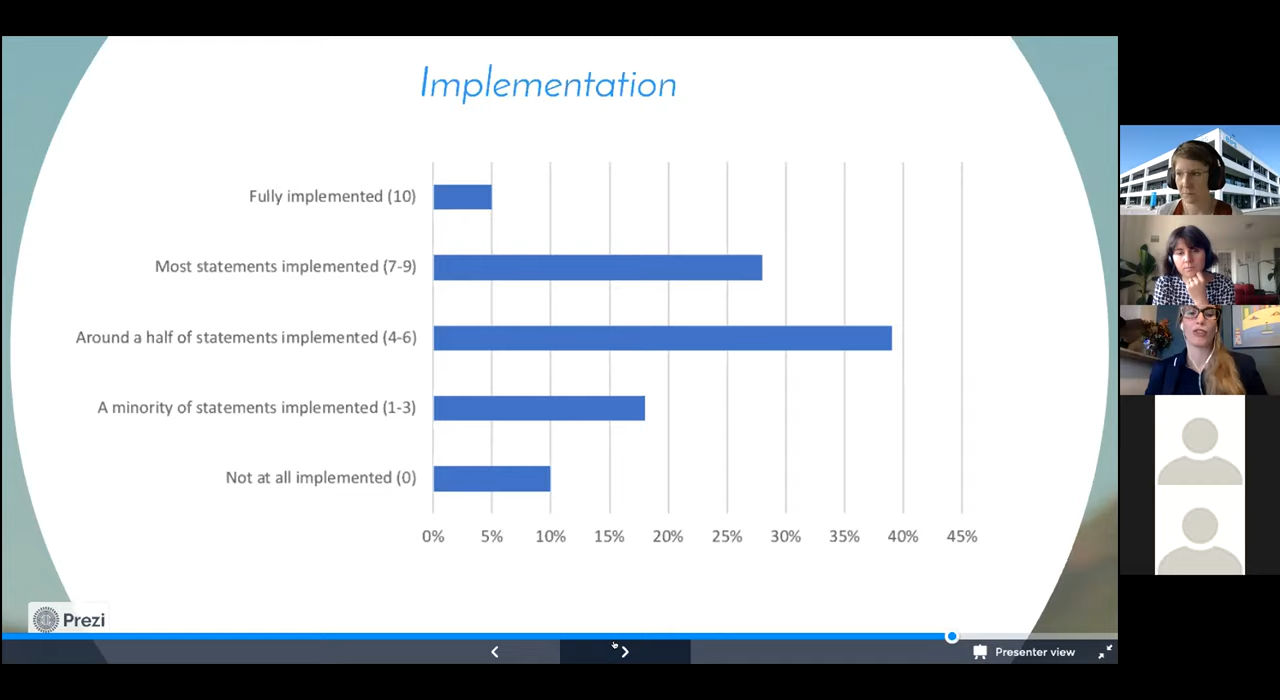 Implementation
Fully implemented (10)
Most statements implemented (7-9)
Around a half of statements implemented (4-6)
A minority of statements implemented (1-3)
Not at all implemented (0)
0% 5% 10% 15% 20% 25% 30% 35% 40% 45%
Prezi
Presenter view